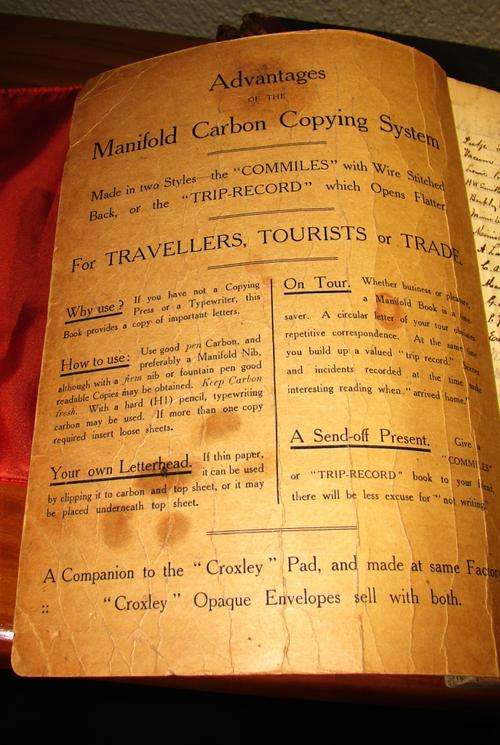 Advantages
OF THE
Manifold Carbon Copying System
Made in two Styles—the "COMMILES" with Wire Stitched
Back, or the "TRIP-RECORD" which Opens Flatter
For TRAVELLERS, TOURISTS or TRADE.
Why use? If you have not a Copying
Press or a Typewriter, this
Book provides a copy of important letters.
How to use: Use good pen Carbon, and
preferably a Manifold Nib,
although with a firm nib or fountain pen good
readable Copies may be obtained. Keep Carbon
fresh. With a hard (H1) pencil, typewriting
carbon may be used. If more than one copy
required insert loose sheets.
Your own Letterhead. If thin paper,
it can be used
by clipping it to carbon and top sheet, or it may
be placed underneath top sheet.
On Tour. Whether business or pleasure,
a Manifold Book is a
saver. A circular letter of your tour
repetitive correspondence. At the same time
you build up a valued "trip record."
and incidents recorded at the time make
interesting reading when "arrived home."
A Send-off Present. Give
"COMMILES"
or "TRIP-RECORD" book to your friend,
there will be less excuse for "not writing."
A Companion to the "Croxley" Pad, and made at same
:: "Croxley" Opaque Envelopes sell with both.